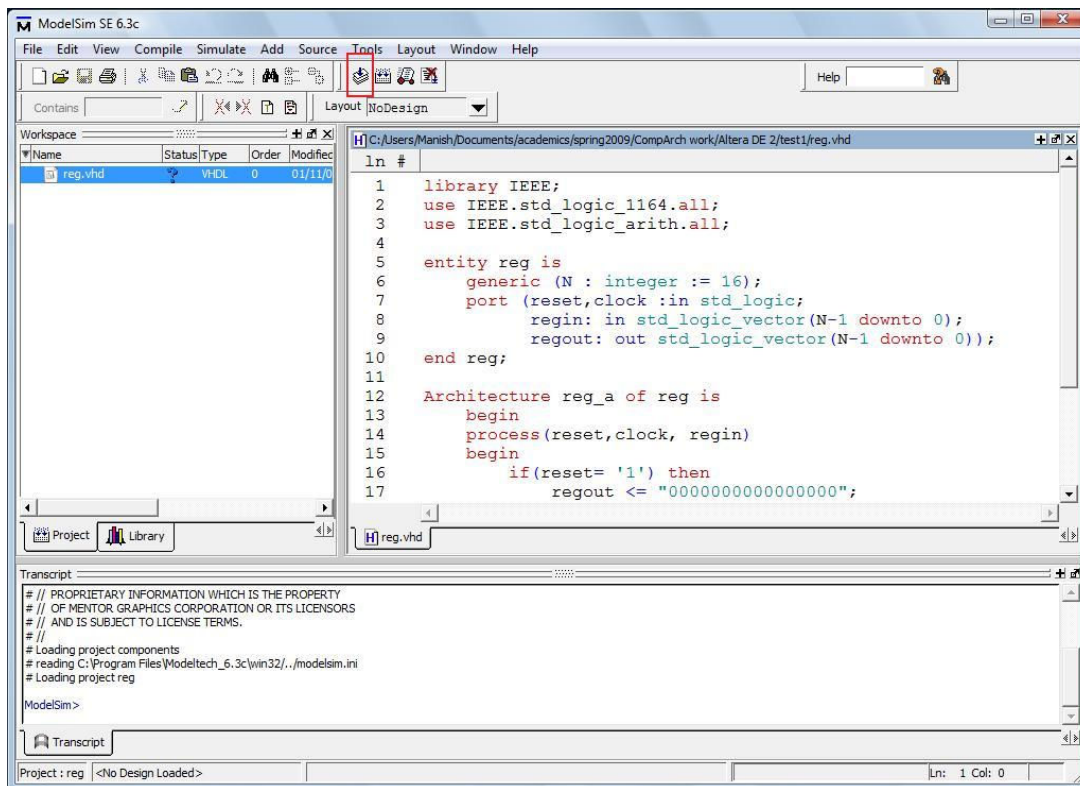 ModelSim SE 6.3c
File Edit View Compile Simulate Add Source Tools Layout Window Help
Help
Contains
Layout NoDesign
Workspace
Name Status Type Order Modified
reg.vhd ? VHDL 0 01/11/0
Project Library
C:/Users/Manish/Documents/academics/spring2009/CompArch work/Altera DE 2/test1/reg.vhd
ln #
1 library IEEE;
2 use IEEE.std_logic_1164.all;
3 use IEEE.std_logic_arith.all;
4
5 entity reg is
6 generic (N : integer := 16);
7 port (reset,clock :in std_logic;
8 regin: in std_logic_vector(N-1 downto 0);
9 regout: out std_logic_vector(N-1 downto 0));
10 end reg;
11
12 Architecture reg_a of reg is
13 begin
14 process(reset,clock, regin)
15 begin
16 if(reset= '1') then
17 regout <= "0000000000000000";
reg.vhd
Transcript
# // PROPRIETARY INFORMATION WHICH IS THE PROPERTY
# // OF MENTOR GRAPHICS CORPORATION OR ITS LICENSORS
# // AND IS SUBJECT TO LICENSE TERMS.
# //
# Loading project components
# reading C:\Program Files\Modeltech_6.3c\win32/../modelsim.ini
# Loading project reg
ModelSim>
Transcript
Project : reg <No Design Loaded> Ln: 1 Col: 0